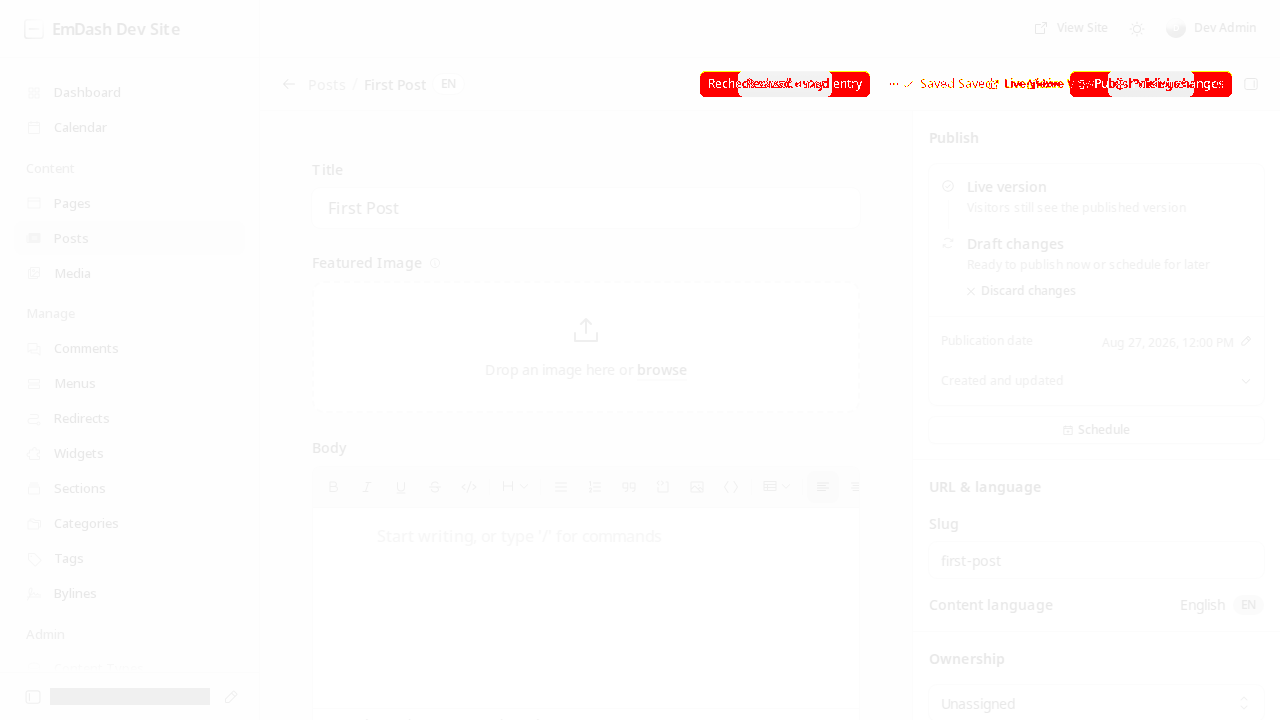 EmDash Dev Site
View Site
Dev Admin
Posts / First Post EN
Saved
Dashboard
Calendar
Content
Pages
Posts
Media
Manage
Comments
Menus
Redirects
Widgets
Sections
Categories
Tags
Bylines
Admin
Title
First Post
Featured Image
Drop an image here or browse
Body
Start writing, or type '/' for commands
Publish
Live version
Visitors still see the published version
Draft changes
Ready to publish now or schedule for later
Discard changes
Publication date Aug 27, 2026, 12:00 PM
Created and updated
Schedule
URL & language
Slug
first-post
Content language English EN
Ownership
Unassigned